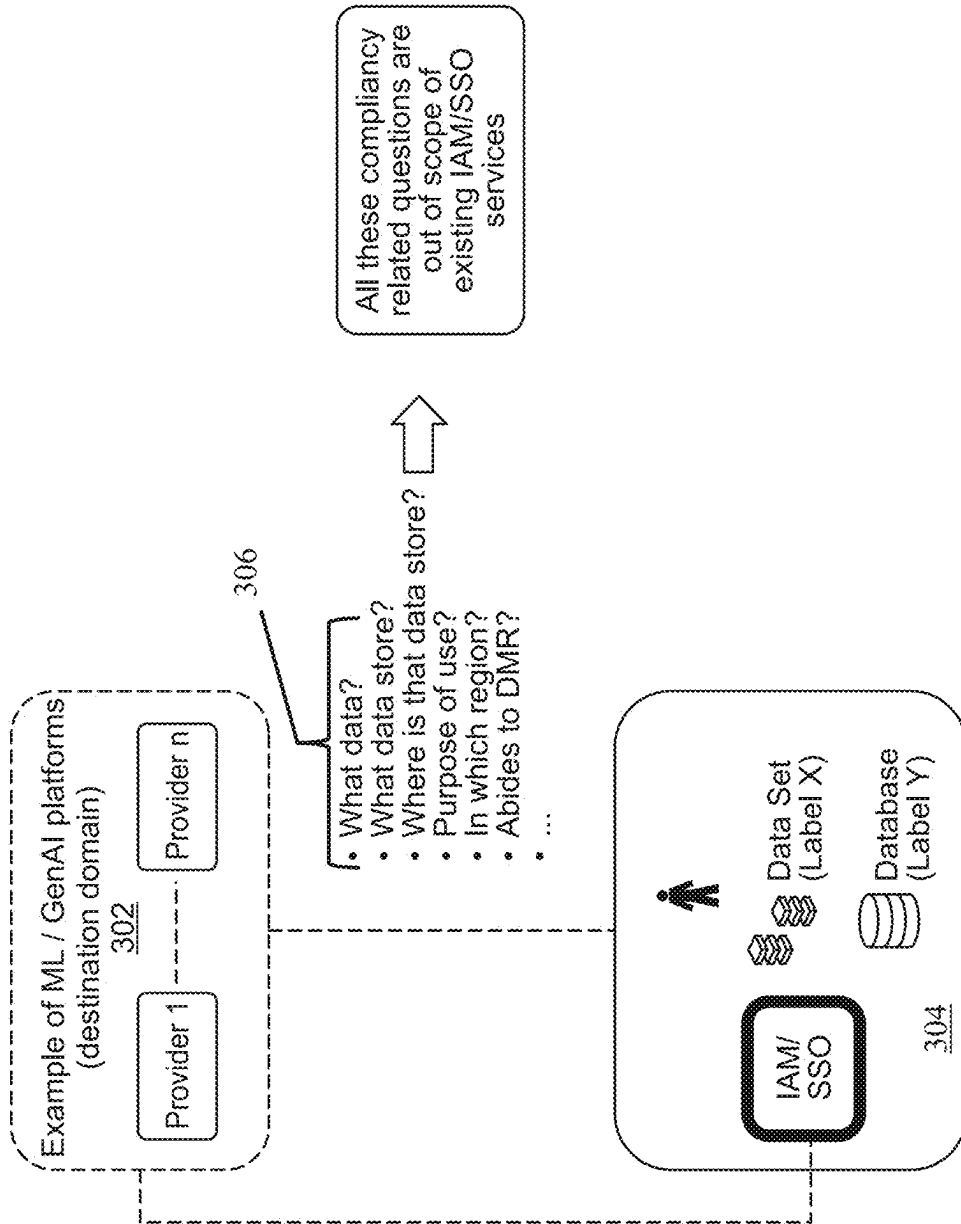 Example of ML / GenAI platforms
(destination domain)
302
Provider 1
Provider n
306
• What data?
• What data store?
• Where is that data store?
• Purpose of use?
• In which region?
• Abides to DMR?
• ...
All these compliancy
related questions are
out of scope of
existing IAM/SSO
services
IAM/
SSO
Data Set
(Label X)
Database
(Label Y)
304